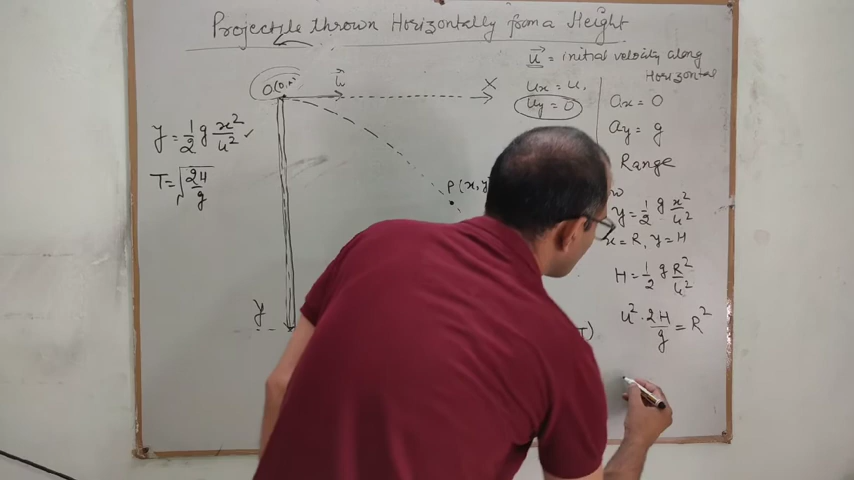 Projectile thrown Horizontally from a Height
u⃗ = initial velocity along
Horizontal
O(0,
u⃗
X
ux = u,
uy = 0
ax = 0
ay = g
Range
y = 1/2 g x²/u² ✓
T = √(2H/g)
P(x, y
y = 1/2 g x²/u²
x = R, y = H
H = 1/2 g R²/u²
u² · 2H/g = R²
y
T)